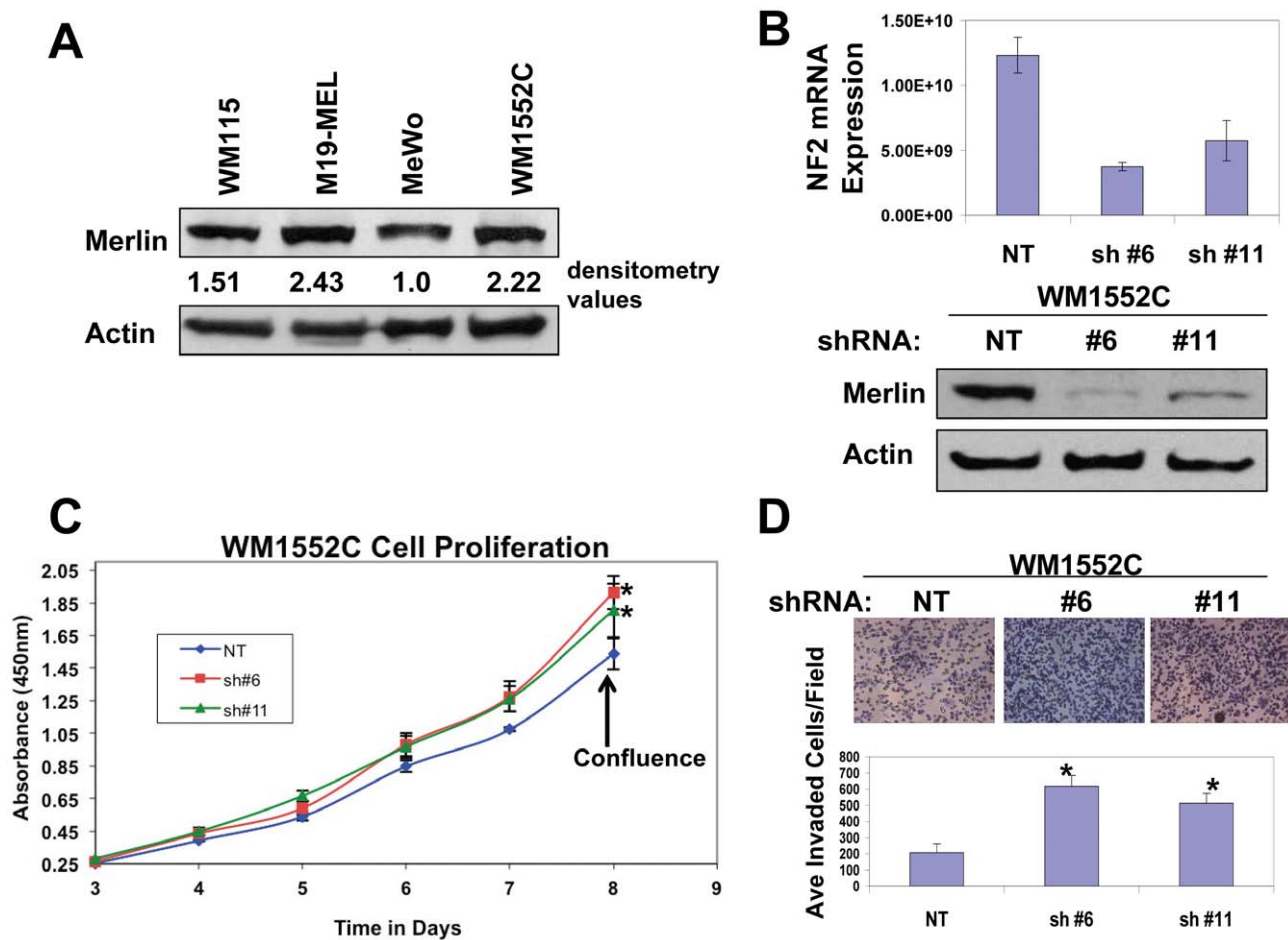 A
WM115
M19-MEL
MeWo
WM1552C
Merlin
1.51 2.43 1.0 2.22
densitometry
values
Actin
B
NF2 mRNA
Expression
1.50E+10
1.00E+10
5.00E+09
0.00E+00
NT sh #6 sh #11
WM1552C
shRNA: NT #6 #11
Merlin
Actin
C
WM1552C Cell Proliferation
Absorbance (450nm)
2.05
1.85
1.65
1.45
1.25
1.05
0.85
0.65
0.45
0.25
NT
sh#6
sh#11
*
*
Confluence
3 4 5 6 7 8 9
Time in Days
D
WM1552C
shRNA: NT #6 #11
Ave Invaded Cells/Field
800
700
600
500
400
300
200
100
0
* *
NT sh #6 sh #11